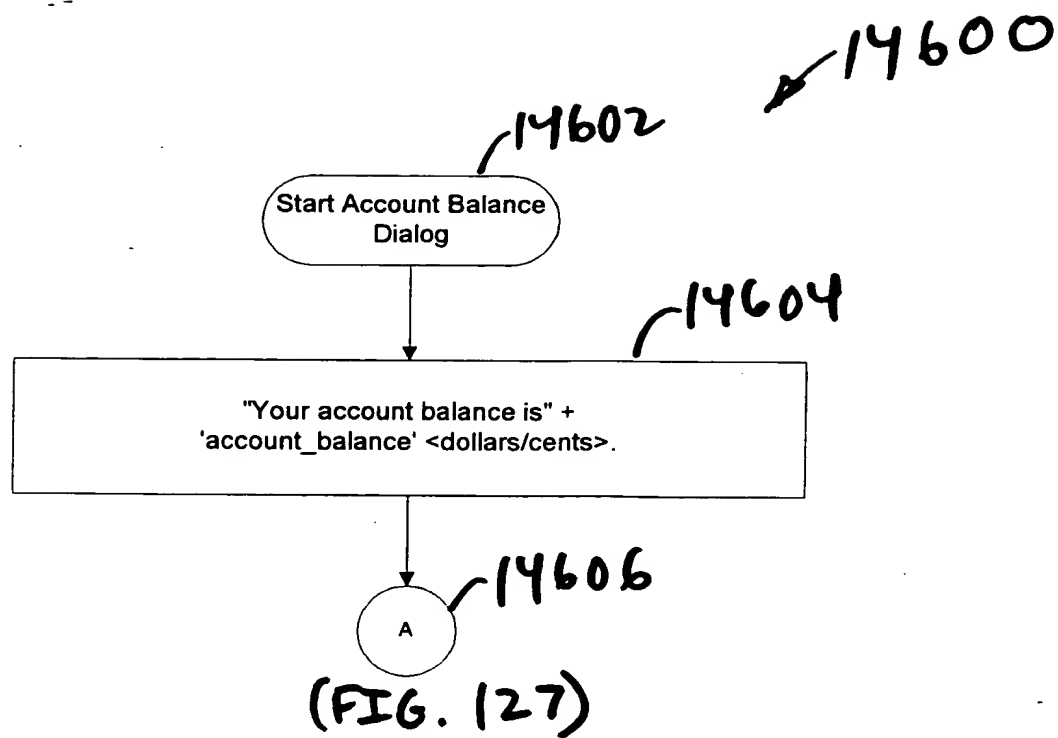 14600
14602
Start Account Balance
Dialog
14604
"Your account balance is" +
'account_balance' <dollars/cents>.
14606
A
(FIG. 127)